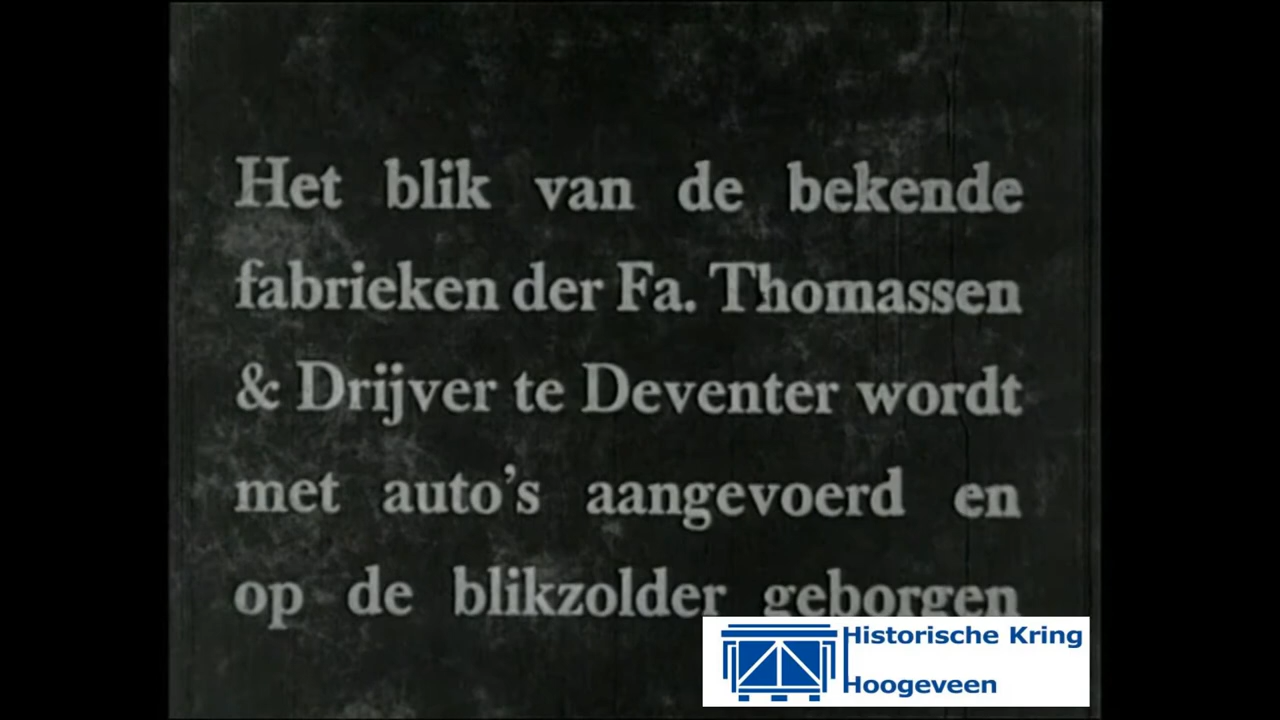 Het blik van de bekende
fabrieken der Fa. Thomassen
& Drijver te Deventer wordt
met auto's aangevoerd en
op de blikzolder geborgen
Historische Kring
Hoogeveen